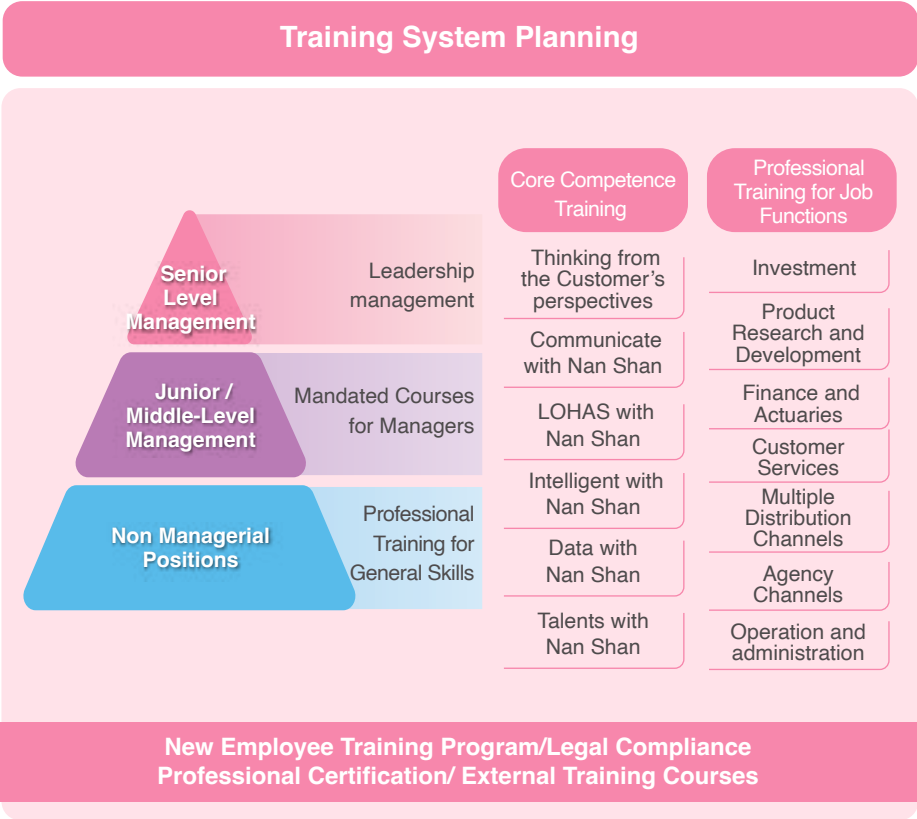 Training System Planning
Senior
Level
Management
Leadership
management
Junior /
Middle-Level
Management
Mandated Courses
for Managers
Non Managerial
Positions
Professional
Training for
General Skills
Core Competence
Training
Thinking from
the Customer’s
perspectives
Communicate
with Nan Shan
LOHAS with
Nan Shan
Intelligent with
Nan Shan
Data with
Nan Shan
Talents with
Nan Shan
Professional
Training for Job
Functions
Investment
Product
Research and
Development
Finance and
Actuaries
Customer
Services
Multiple
Distribution
Channels
Agency
Channels
Operation and
administration
New Employee Training Program/Legal Compliance
Professional Certification/ External Training Courses